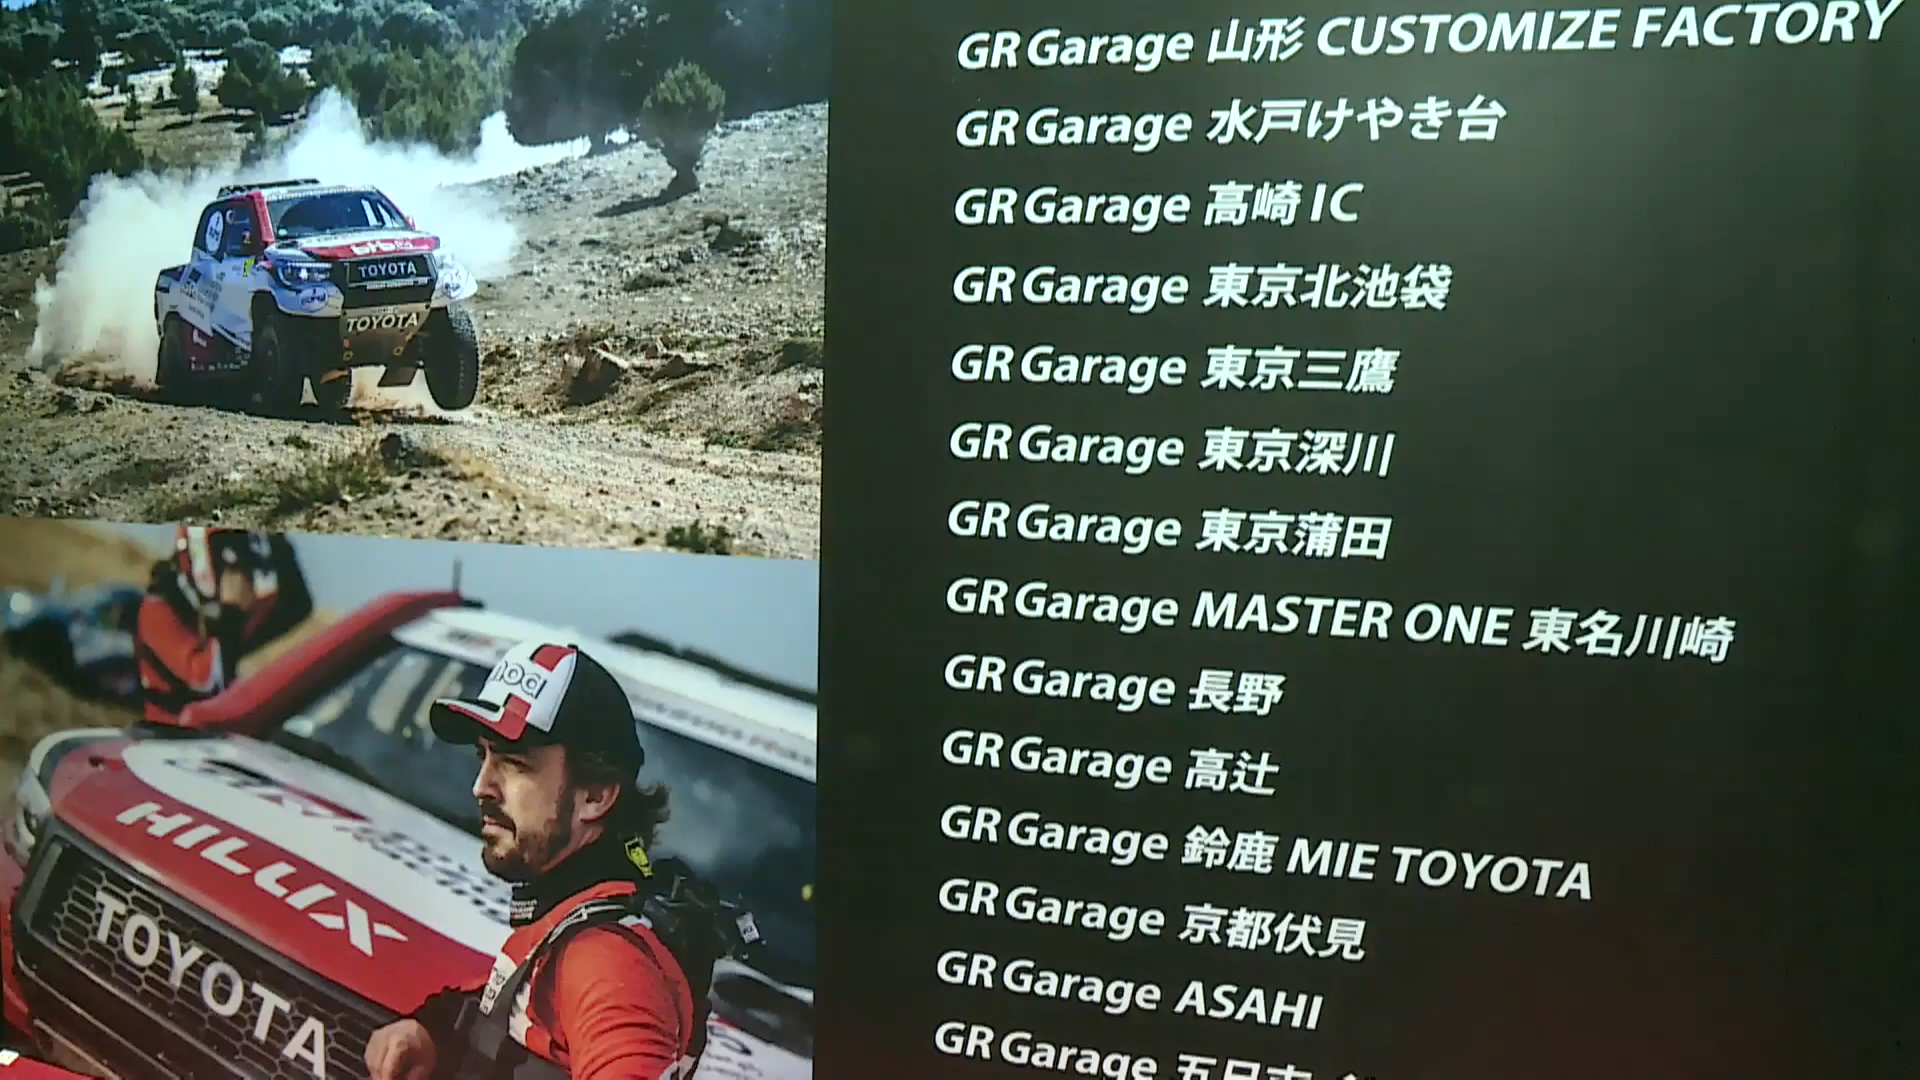 TOYOTA
TOYOTA
noa
HILUX
TOYOTA
GR Garage 山形 CUSTOMIZE FACTORY
GR Garage 水戸けやき台
GR Garage 高崎 IC
GR Garage 東京北池袋
GR Garage 東京三鷹
GR Garage 東京深川
GR Garage 東京蒲田
GR Garage MASTER ONE 東名川崎
GR Garage 長野
GR Garage 高辻
GR Garage 鈴鹿 MIE TOYOTA
GR Garage 京都伏見
GR Garage ASAHI
GR Garage 五日市